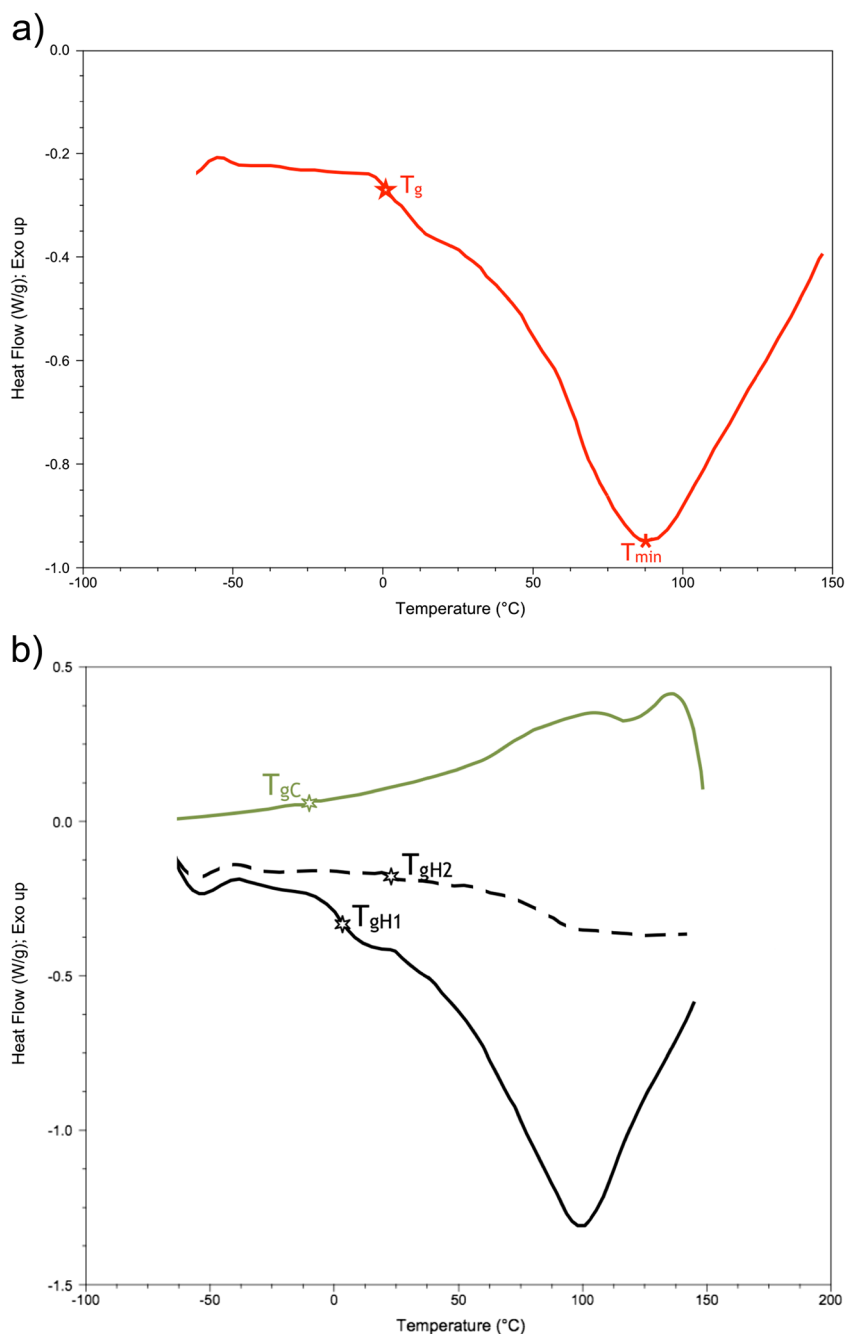 a)
0.0
-0.2
-0.4
-0.6
-0.8
-1.0
Heat Flow (W/g); Exo up
Tg
Tmin
-100 -50 0 50 100 150
Temperature (°C)
b)
0.5
0.0
-0.5
-1.0
-1.5
Heat Flow (W/g); Exo up
TgC
TgH2
TgH1
-100 -50 0 50 100 150 200
Temperature (°C)